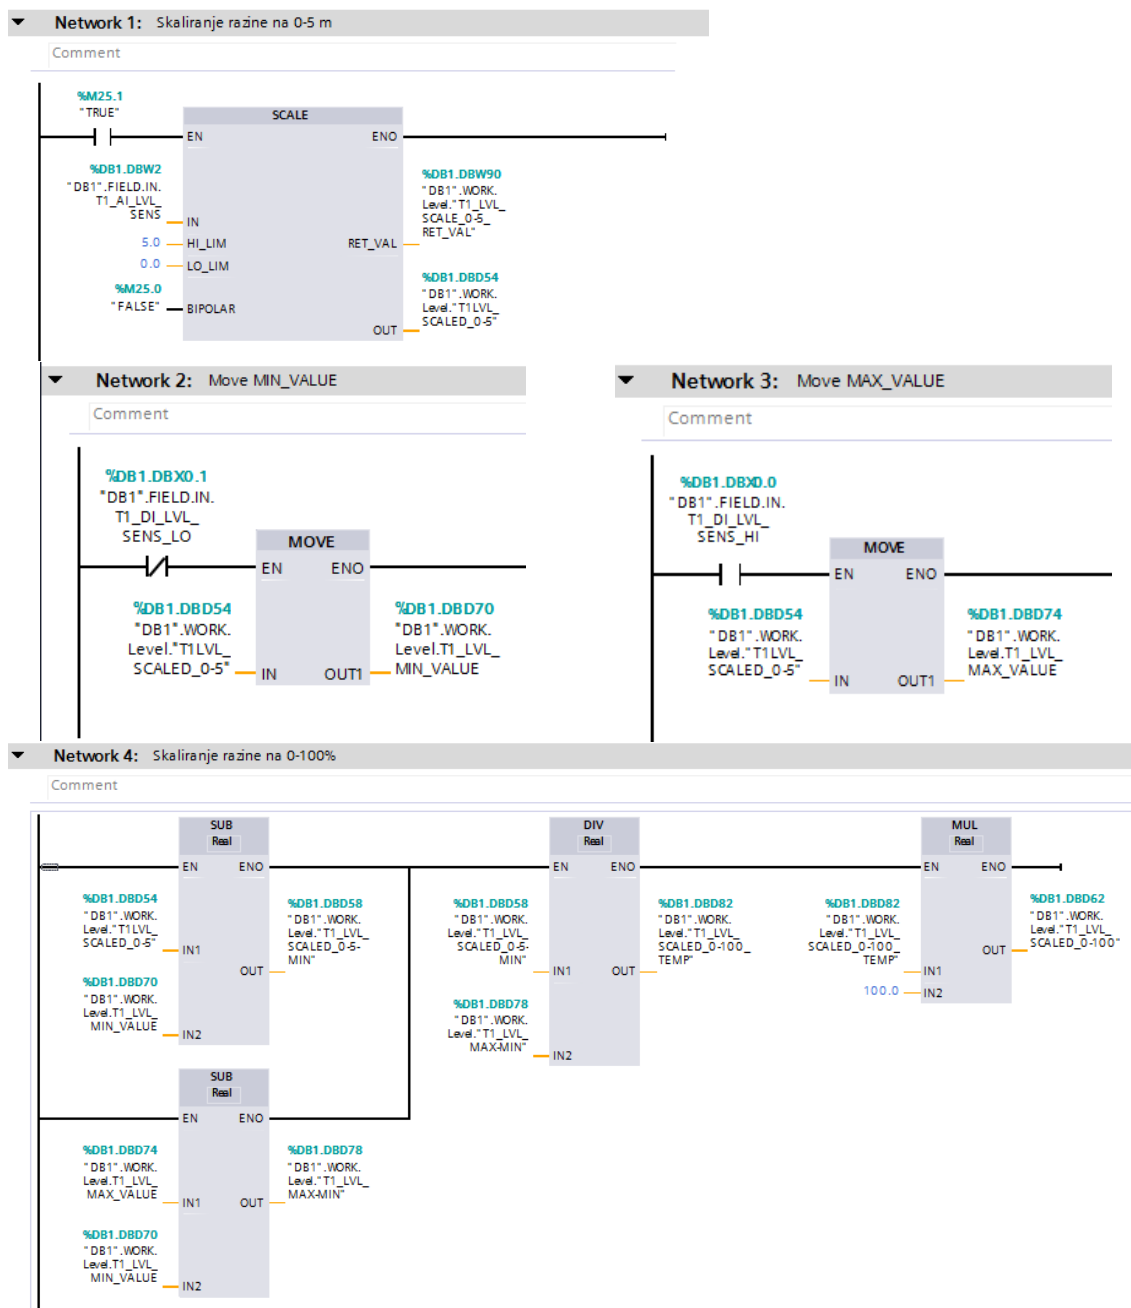 Network 1: Skaliranje razine na 0-5 m
Comment
%M25.1
"TRUE"
SCALE
EN
ENO
%DB1.DBW2
"DB1".FIELD.IN.
T1_AI_LVL_
SENS
IN
5.0
HI_LIM
0.0
LO_LIM
%M25.0
"FALSE"
BIPOLAR
%DB1.DBW90
"DB1".WORK.
Level."T1_LVL_
SCALE_0-5_
RET_VAL"
RET_VAL
%DB1.DBD54
"DB1".WORK.
Level."T1LVL_
SCALED_0-5"
OUT
Network 2: Move MIN_VALUE
Comment
%DB1.DBX0.1
"DB1".FIELD.IN.
T1_DI_LVL_
SENS_LO
MOVE
EN
ENO
%DB1.DBD54
"DB1".WORK.
Level."T1LVL_
SCALED_0-5"
IN
OUT1
%DB1.DBD70
"DB1".WORK.
Level.T1_LVL_
MIN_VALUE
Network 3: Move MAX_VALUE
Comment
%DB1.DBX0.0
"DB1".FIELD.IN.
T1_DI_LVL_
SENS_HI
MOVE
EN
ENO
%DB1.DBD54
"DB1".WORK.
Level."T1LVL_
SCALED_0-5"
IN
OUT1
%DB1.DBD74
"DB1".WORK.
Level.T1_LVL_
MAX_VALUE
Network 4: Skaliranje razine na 0-100%
Comment
SUB
Real
EN
ENO
%DB1.DBD54
"DB1".WORK.
Level."T1LVL_
SCALED_0-5"
IN1
%DB1.DBD70
"DB1".WORK.
Level.T1_LVL_
MIN_VALUE
IN2
%DB1.DBD58
"DB1".WORK.
Level."T1_LVL_
SCALED_0-5-
MIN"
OUT
DIV
Real
EN
ENO
%DB1.DBD58
"DB1".WORK.
Level."T1_LVL_
SCALED_0-5-
MIN"
IN1
%DB1.DBD78
"DB1".WORK.
Level."T1_LVL_
MAX-MIN"
IN2
%DB1.DBD82
"DB1".WORK.
Level."T1_LVL_
SCALED_0-100_
TEMP"
OUT
MUL
Real
EN
ENO
%DB1.DBD82
"DB1".WORK.
Level."T1_LVL_
SCALED_0-100_
TEMP"
IN1
100.0
IN2
%DB1.DBD62
"DB1".WORK.
Level."T1_LVL_
SCALED_0-100"
OUT
SUB
Real
EN
ENO
%DB1.DBD74
"DB1".WORK.
Level.T1_LVL_
MAX_VALUE
IN1
%DB1.DBD70
"DB1".WORK.
Level.T1_LVL_
MIN_VALUE
IN2
%DB1.DBD78
"DB1".WORK.
Level."T1_LVL_
MAX-MIN"
OUT